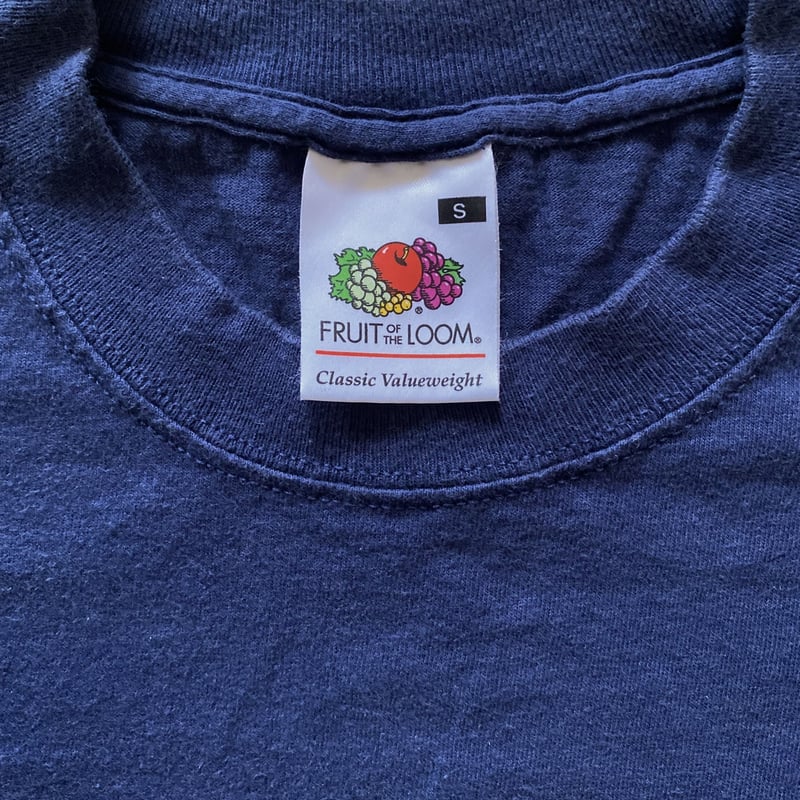 S
®
FRUIT OF THE LOOM®
Classic Valueweight